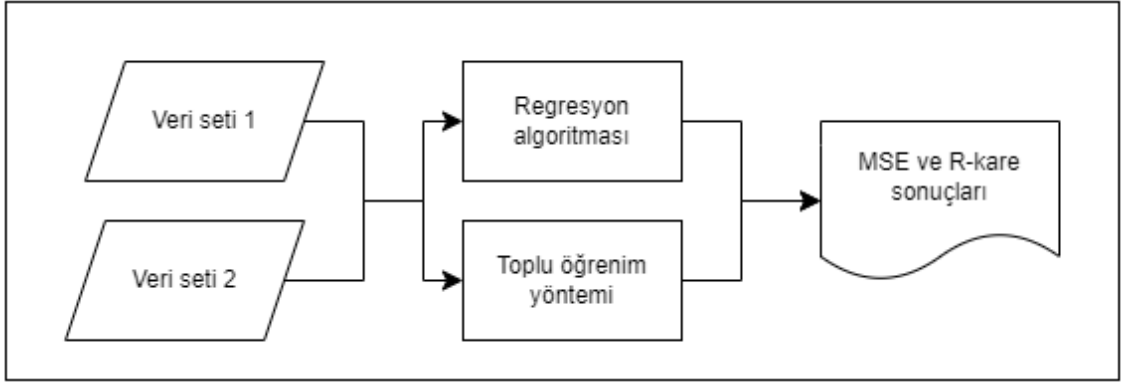 Veri seti 1
Regresyon
algoritması
MSE ve R-kare
sonuçları
Veri seti 2
Toplu öğrenim
yöntemi